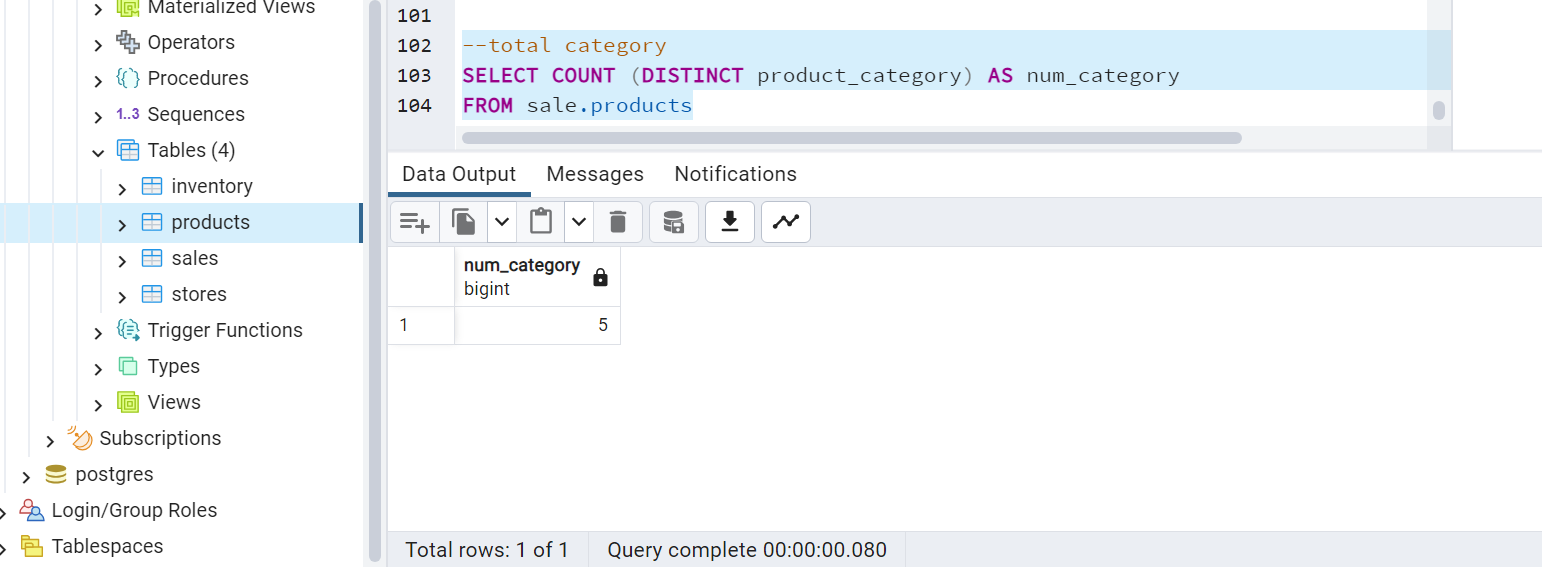 Materialized Views
Operators
Procedures
1..3 Sequences
Tables (4)
inventory
products
sales
stores
Trigger Functions
Types
Views
Subscriptions
postgres
Login/Group Roles
Tablespaces
101
102 --total category
103 SELECT COUNT (DISTINCT product_category) AS num_category
104 FROM sale.products
Data Output Messages Notifications
num_category
bigint
1 5
Total rows: 1 of 1 Query complete 00:00:00.080